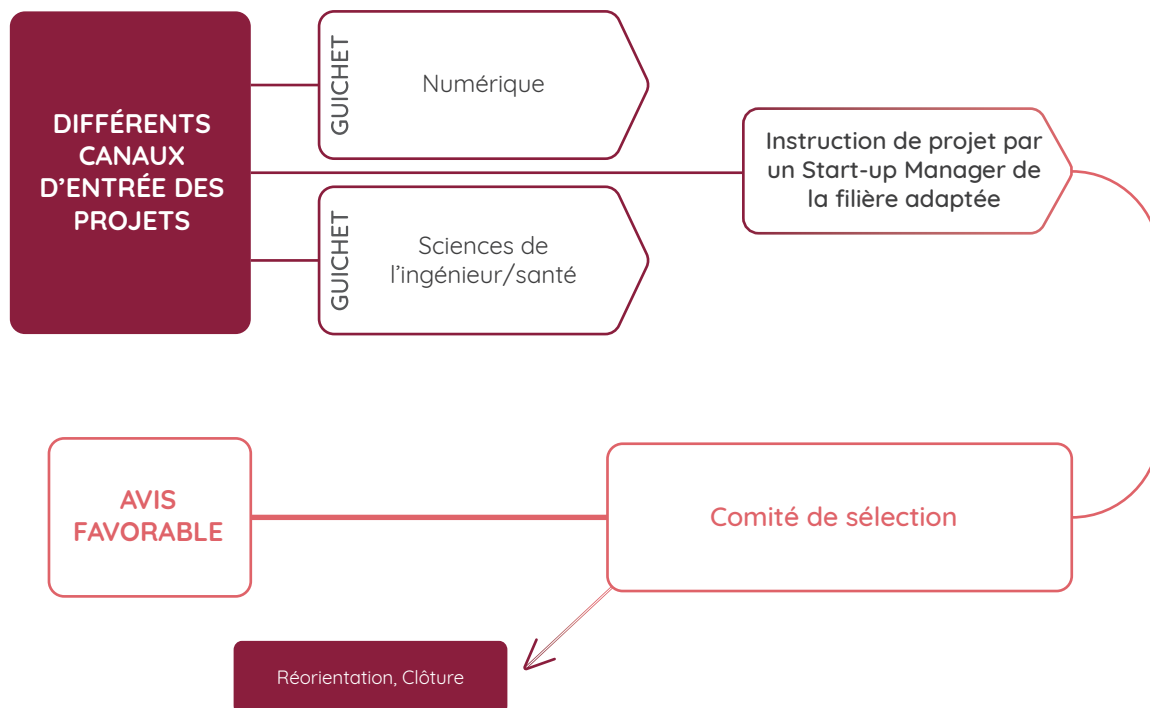 DIFFÉRENTS
CANAUX
D’ENTRÉE DES
PROJETS
GUICHET
Numérique
GUICHET
Sciences de
l’ingénieur/santé
Instruction de projet par
un Start-up Manager de
la filière adaptée
Comité de sélection
AVIS
FAVORABLE
Réorientation, Clôture